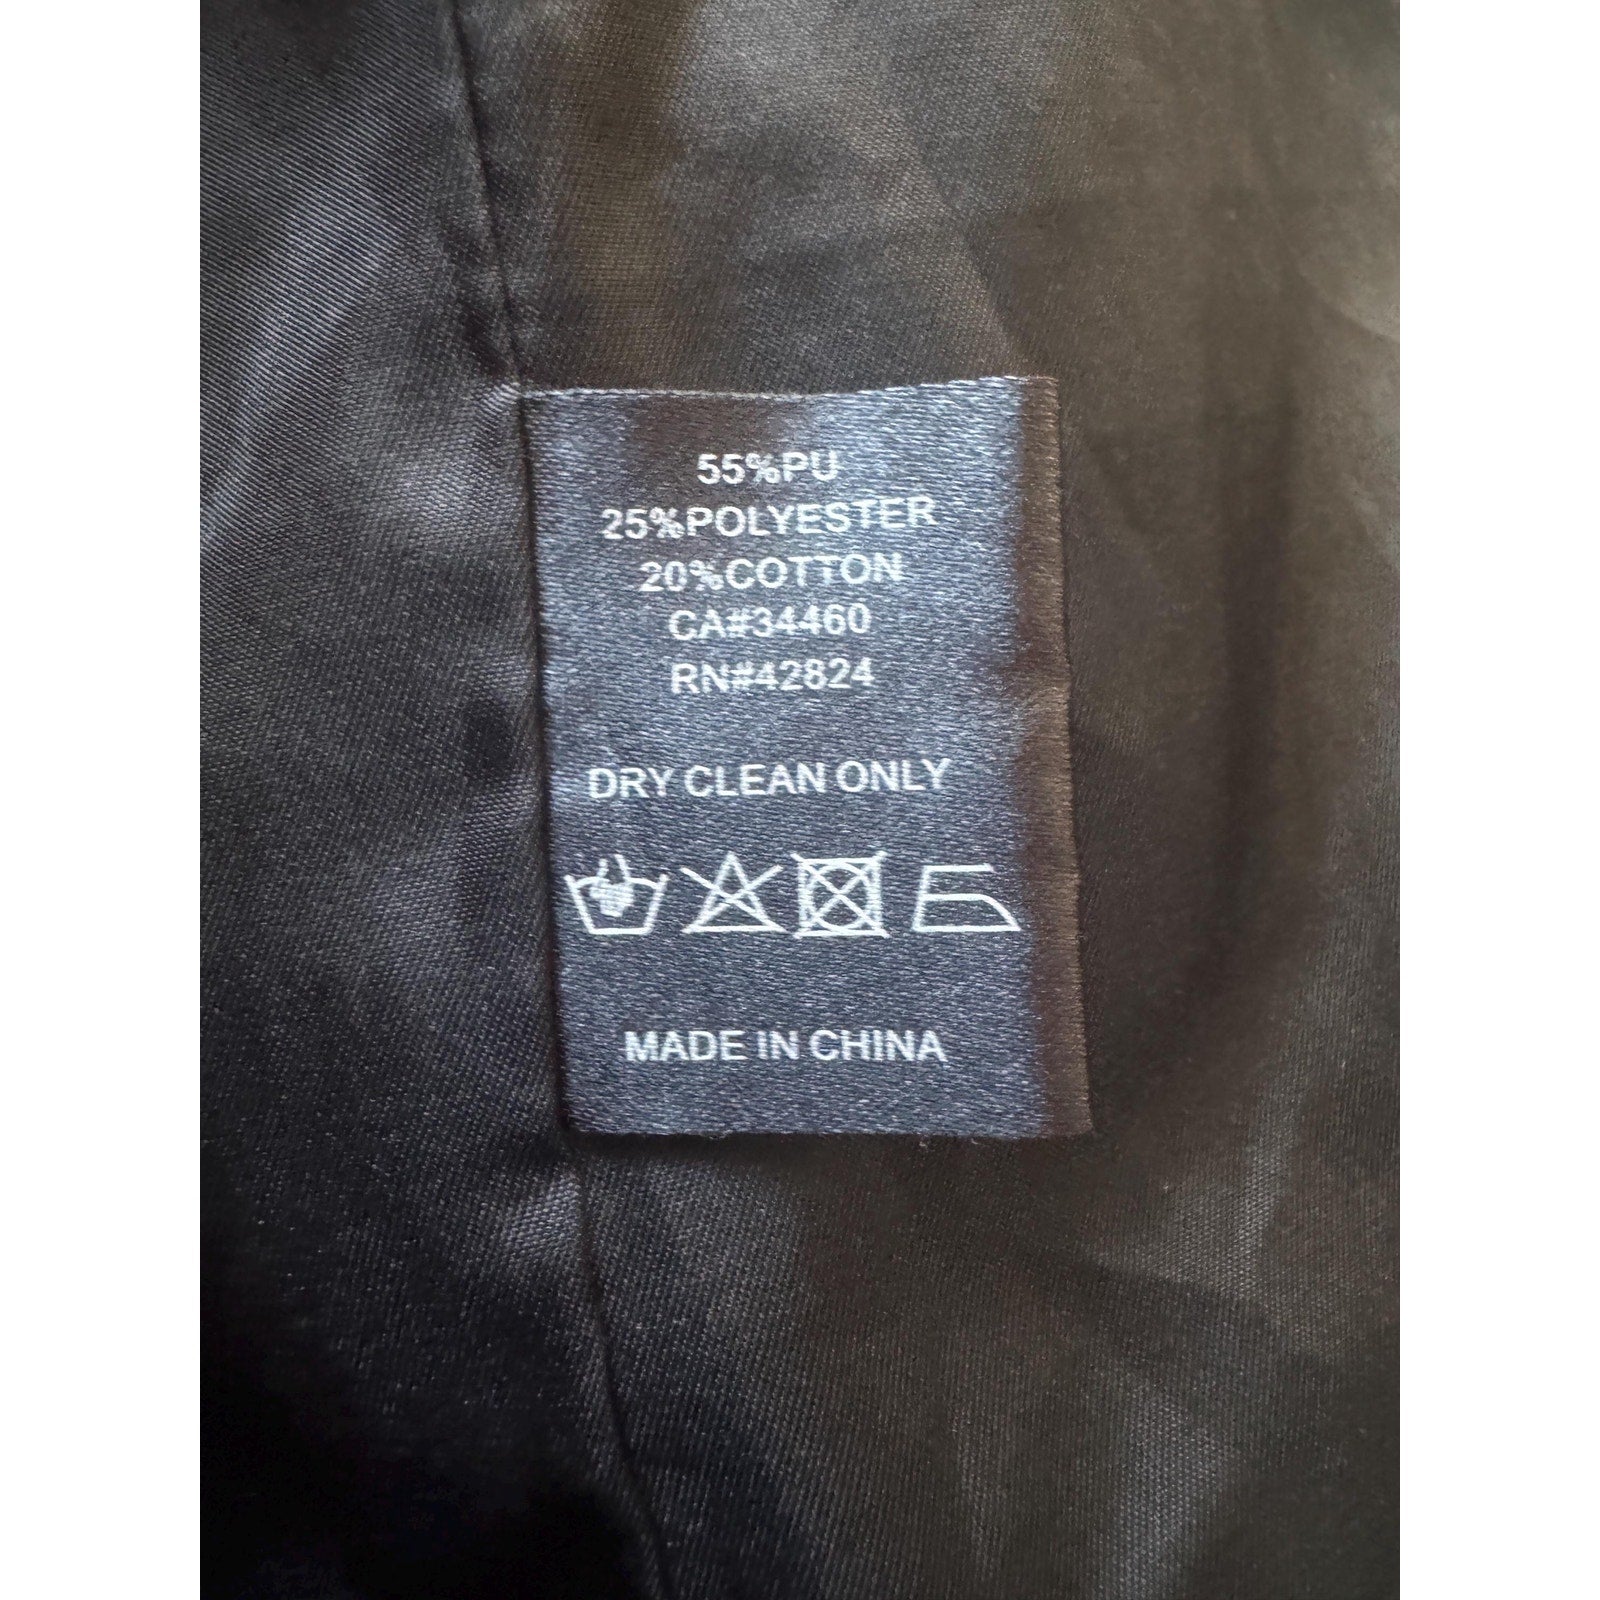 55%PU
25%POLYESTER
20%COTTON
CA#34460
RN#42824
DRY CLEAN ONLY
MADE IN CHINA